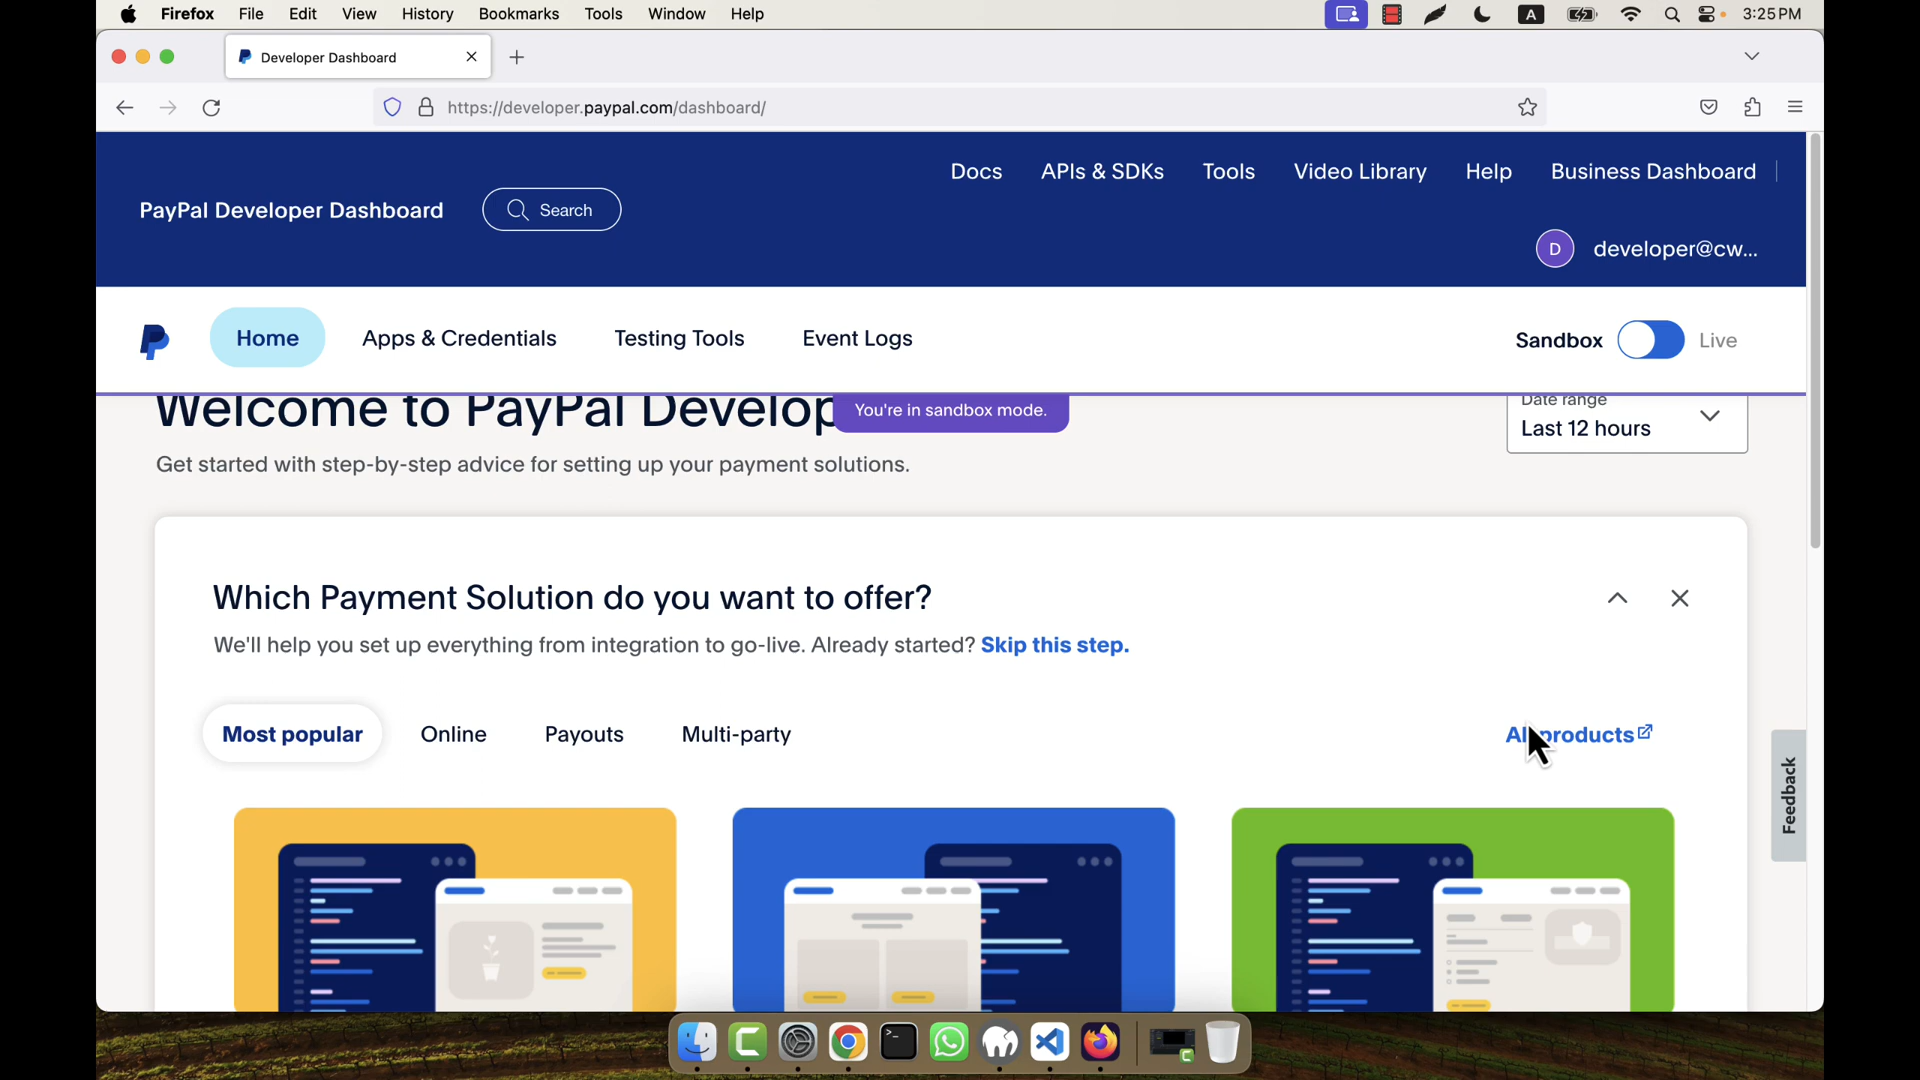 Firefox File Edit View History Bookmarks Tools Window Help A 3:25 PM
Developer Dashboard
https://developer.paypal.com/dashboard/
Docs APIs & SDKs Tools Video Library Help Business Dashboard
PayPal Developer Dashboard Search
D developer@cw...
Home Apps & Credentials Testing Tools Event Logs Sandbox Live
Welcome to PayPal Develop
You're in sandbox mode.
Date range
Last 12 hours
Get started with step-by-step advice for setting up your payment solutions.
Which Payment Solution do you want to offer?
We'll help you set up everything from integration to go-live. Already started? Skip this step.
Most popular Online Payouts Multi-party All products
Feedback